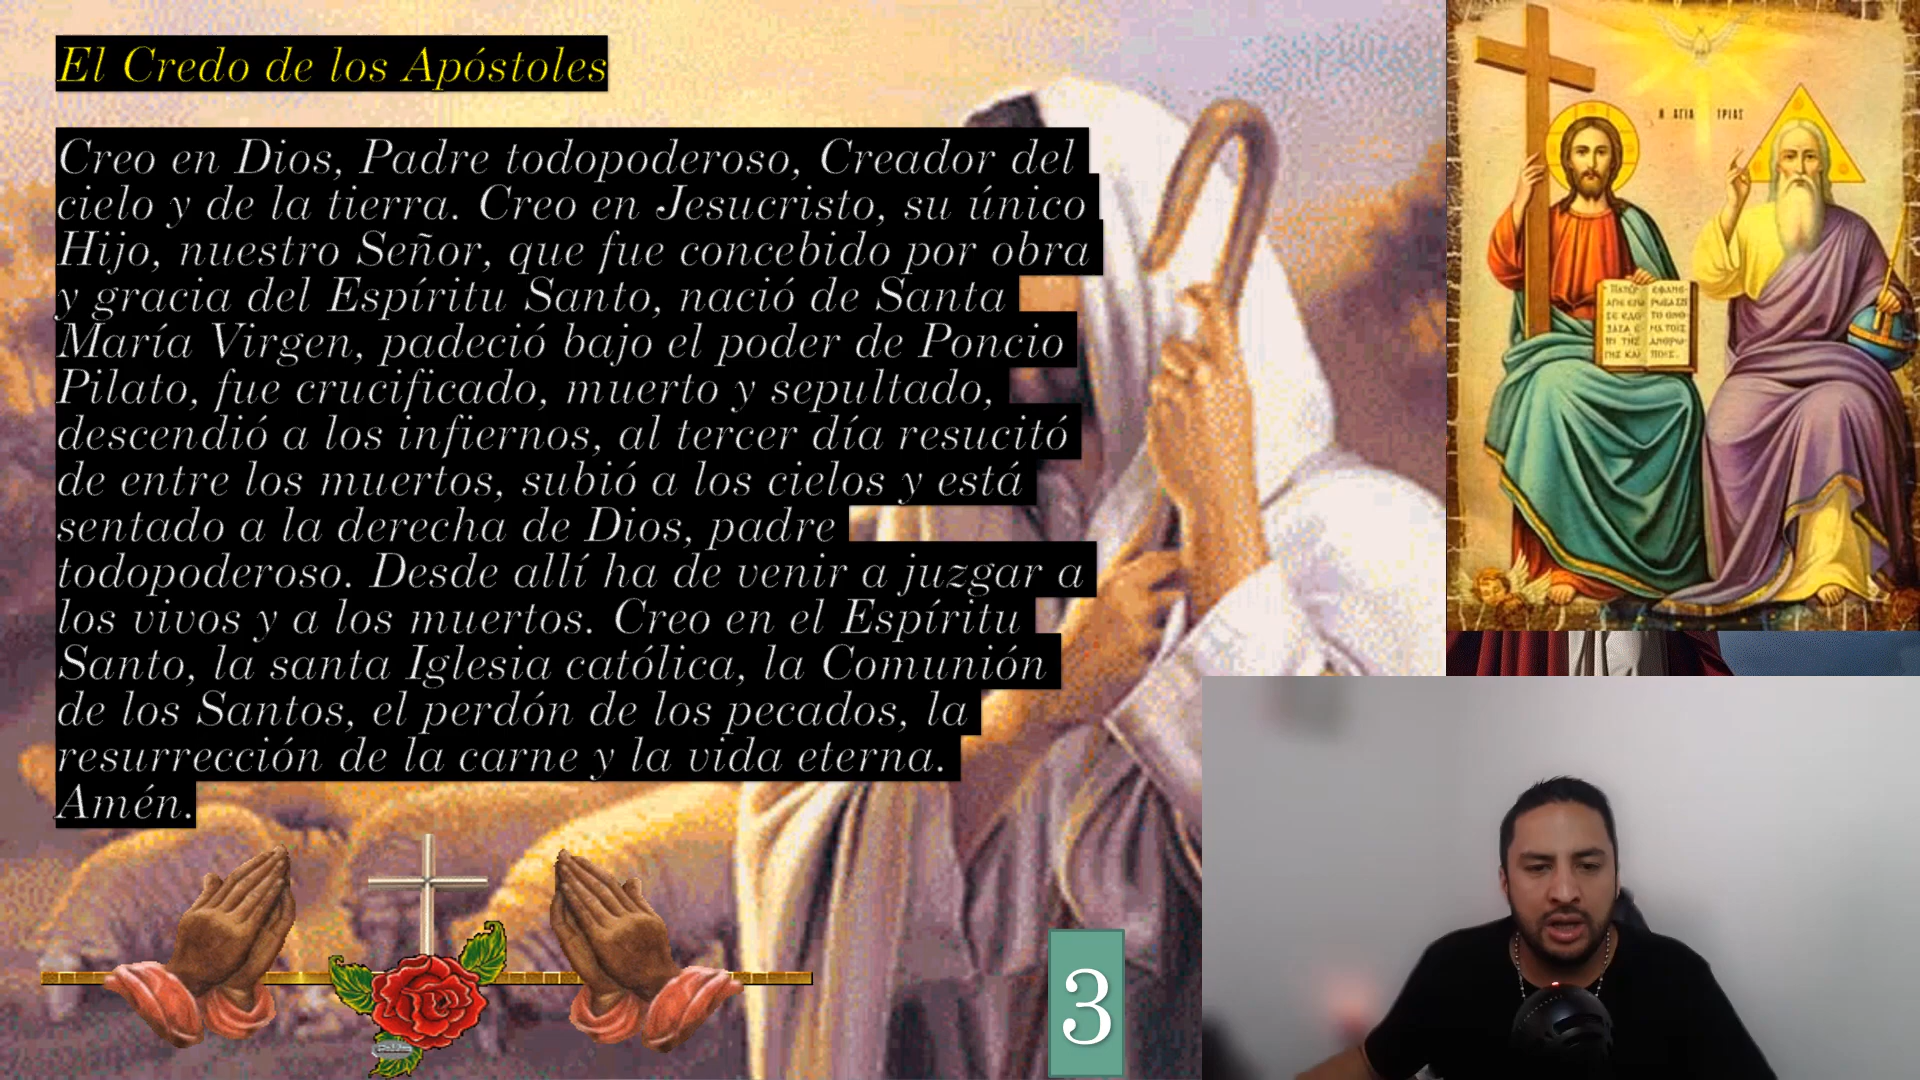 El Credo de los Apóstoles
Creo en Dios, Padre todopoderoso, Creador del
cielo y de la tierra. Creo en Jesucristo, su único
Hijo, nuestro Señor, que fue concebido por obra
y gracia del Espíritu Santo, nació de Santa
María Virgen, padeció bajo el poder de Poncio
Pilato, fue crucificado, muerto y sepultado,
descendió a los infiernos, al tercer día resucitó
de entre los muertos, subió a los cielos y está
sentado a la derecha de Dios, padre
todopoderoso. Desde allí ha de venir a juzgar a
los vivos y a los muertos. Creo en el Espíritu
Santo, la santa Iglesia católica, la Comunión
de los Santos, el perdón de los pecados, la
resurrección de la carne y la vida eterna.
Amén.
3
Η ΑΓΙΑ ΤΡΙΑΣ